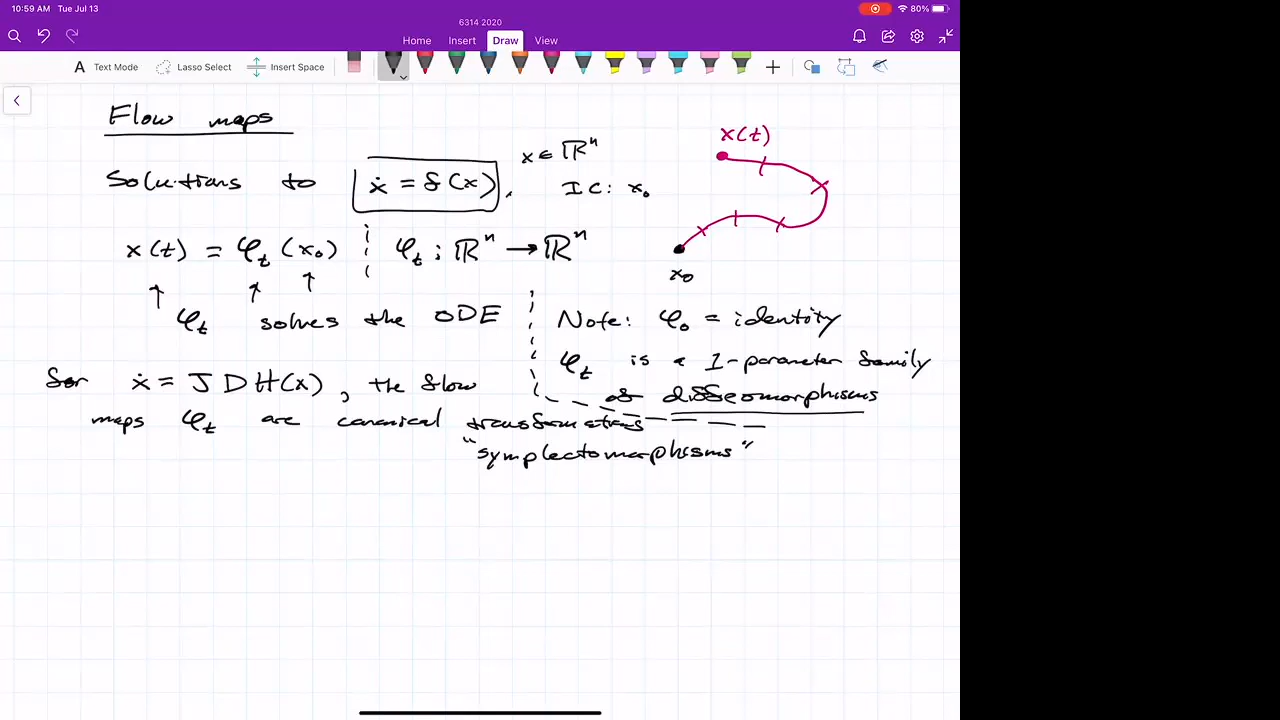 10:59 AM Tue Jul 13
80%
6314 2020
Home Insert Draw View
Text Mode Lasso Select Insert Space
Flow maps
Solutions to ẋ = f(x), x ∈ ℝⁿ IC: x₀
x(t)
x(t) = φₜ(x₀) φₜ : ℝⁿ → ℝⁿ
x₀
φₜ solves the ODE
Note: φ₀ = identity
φₜ is a 1-parameter family
of diffeomorphisms
for ẋ = J D H(x), the flow
maps φₜ are canonical transformations
"symplectomorphisms"